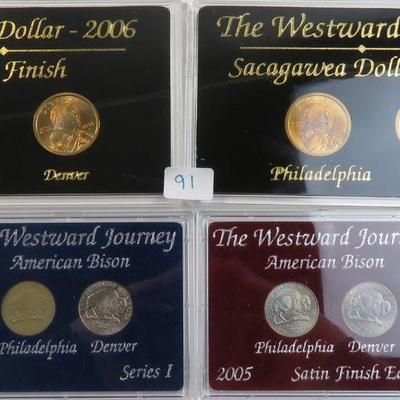 Dollar - 2006
Finish
Denver
The Westward
Sacagawea Doll
Philadelphia
91
Westward Journey
American Bison
Philadelphia Denver
Series I
The Westward Jour
American Bison
Philadelphia Denver
2005 Satin Finish Ed